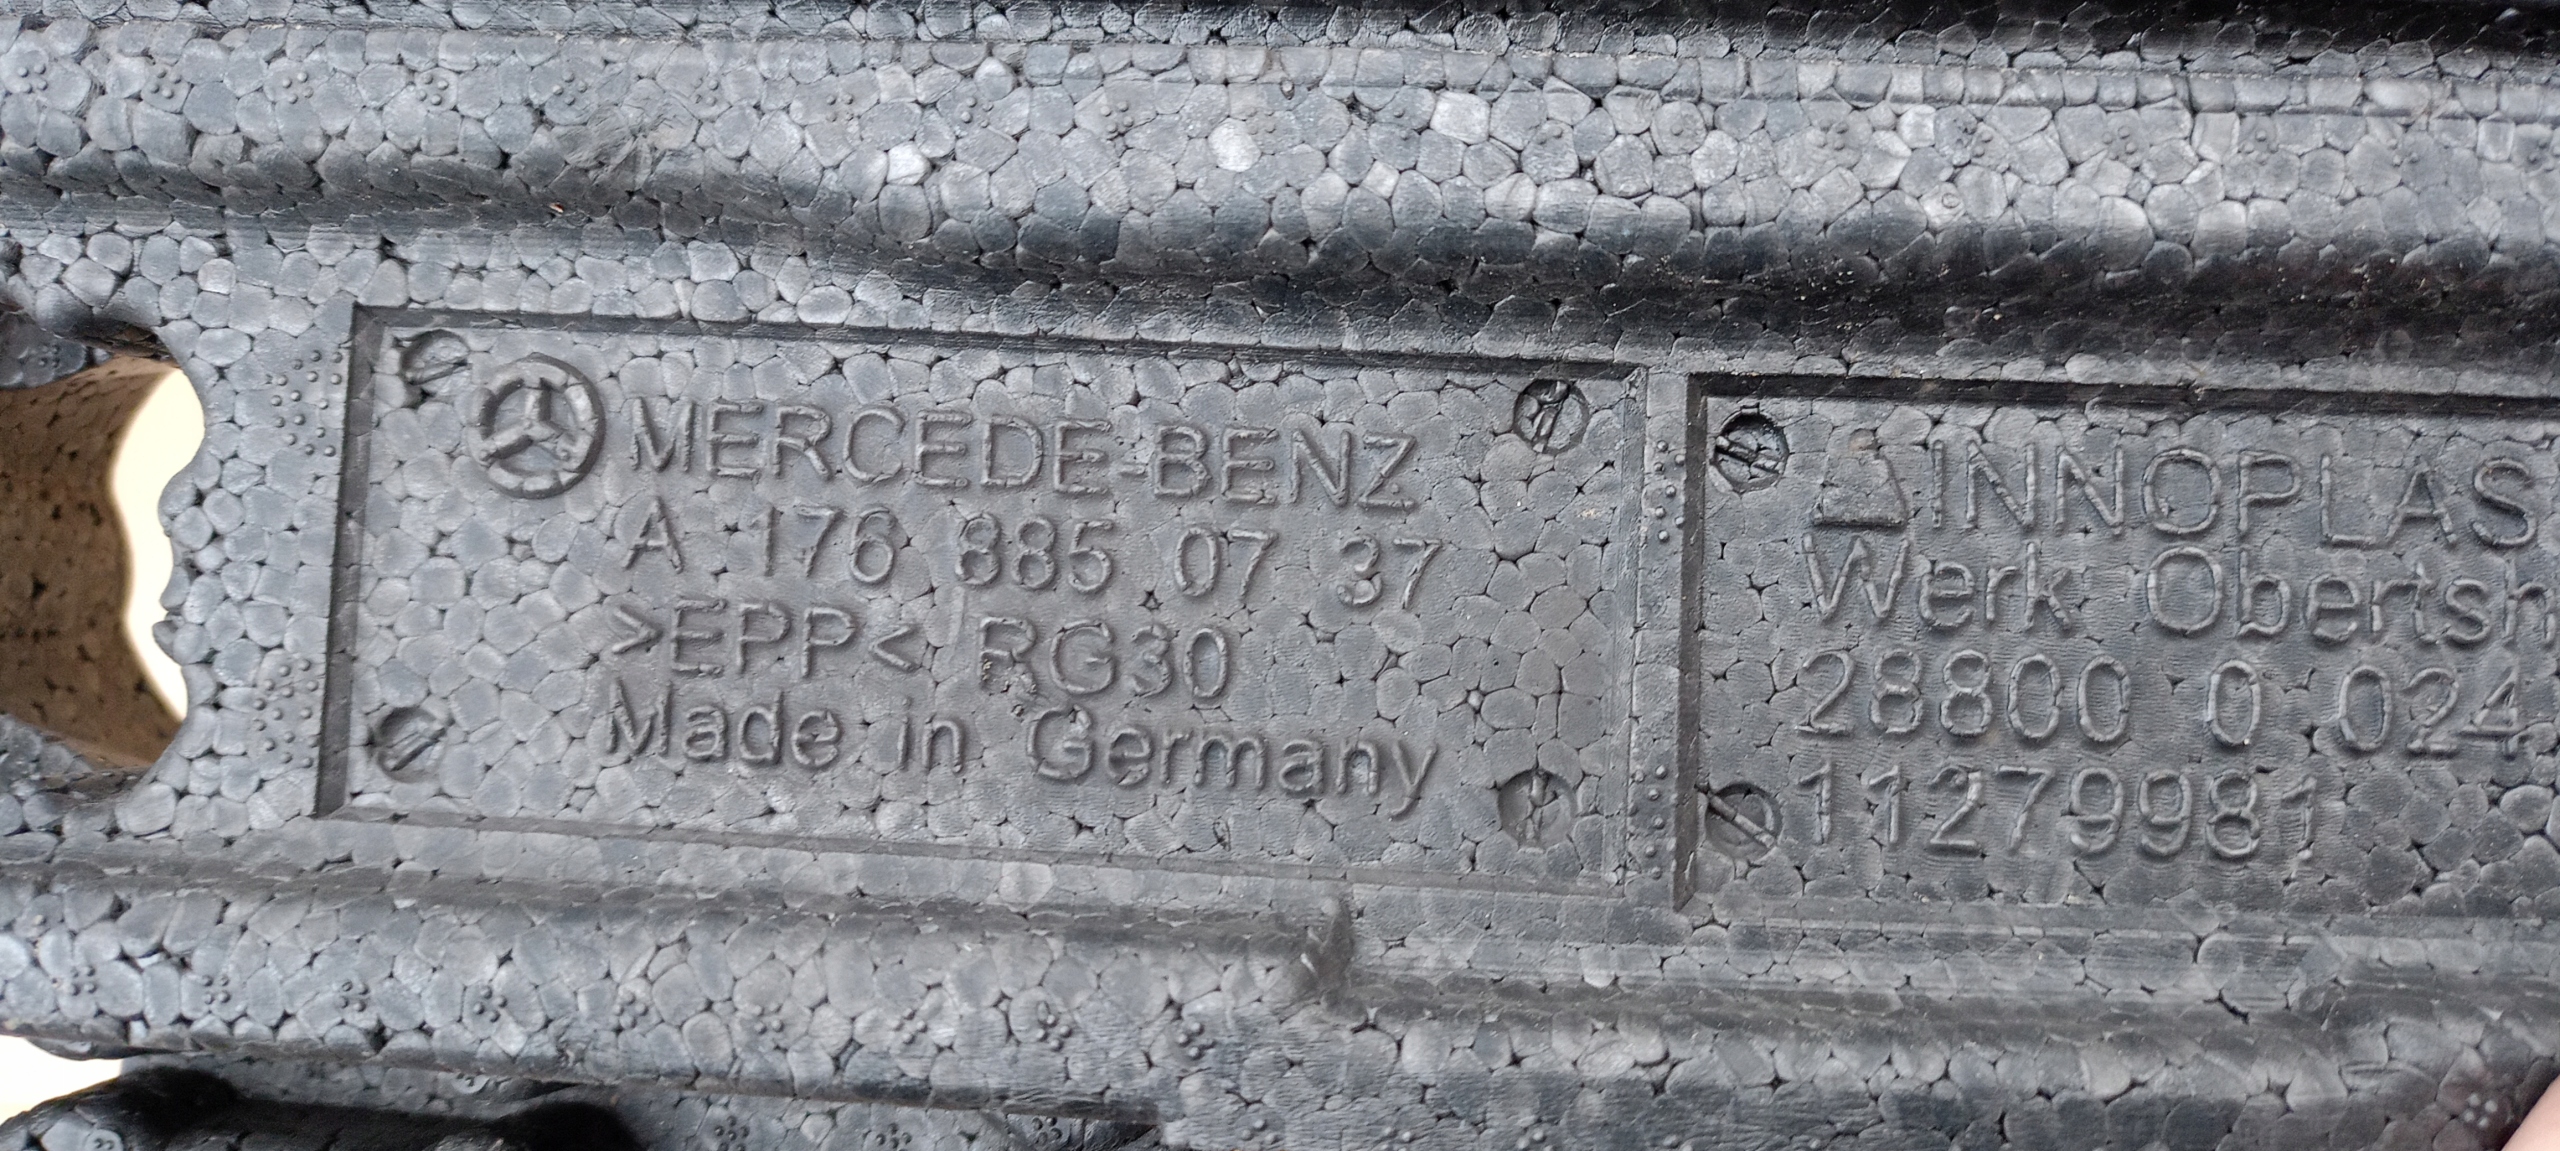 MERCEDE-BENZ
A 176 885 07 37
>EPP< RG30
Made in Germany
INNOPLAS
Werk Obertsh
28800 0 024
11279981